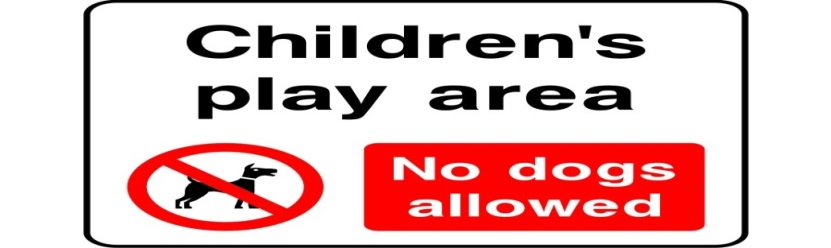 Children's
play area
No dogs
allowed